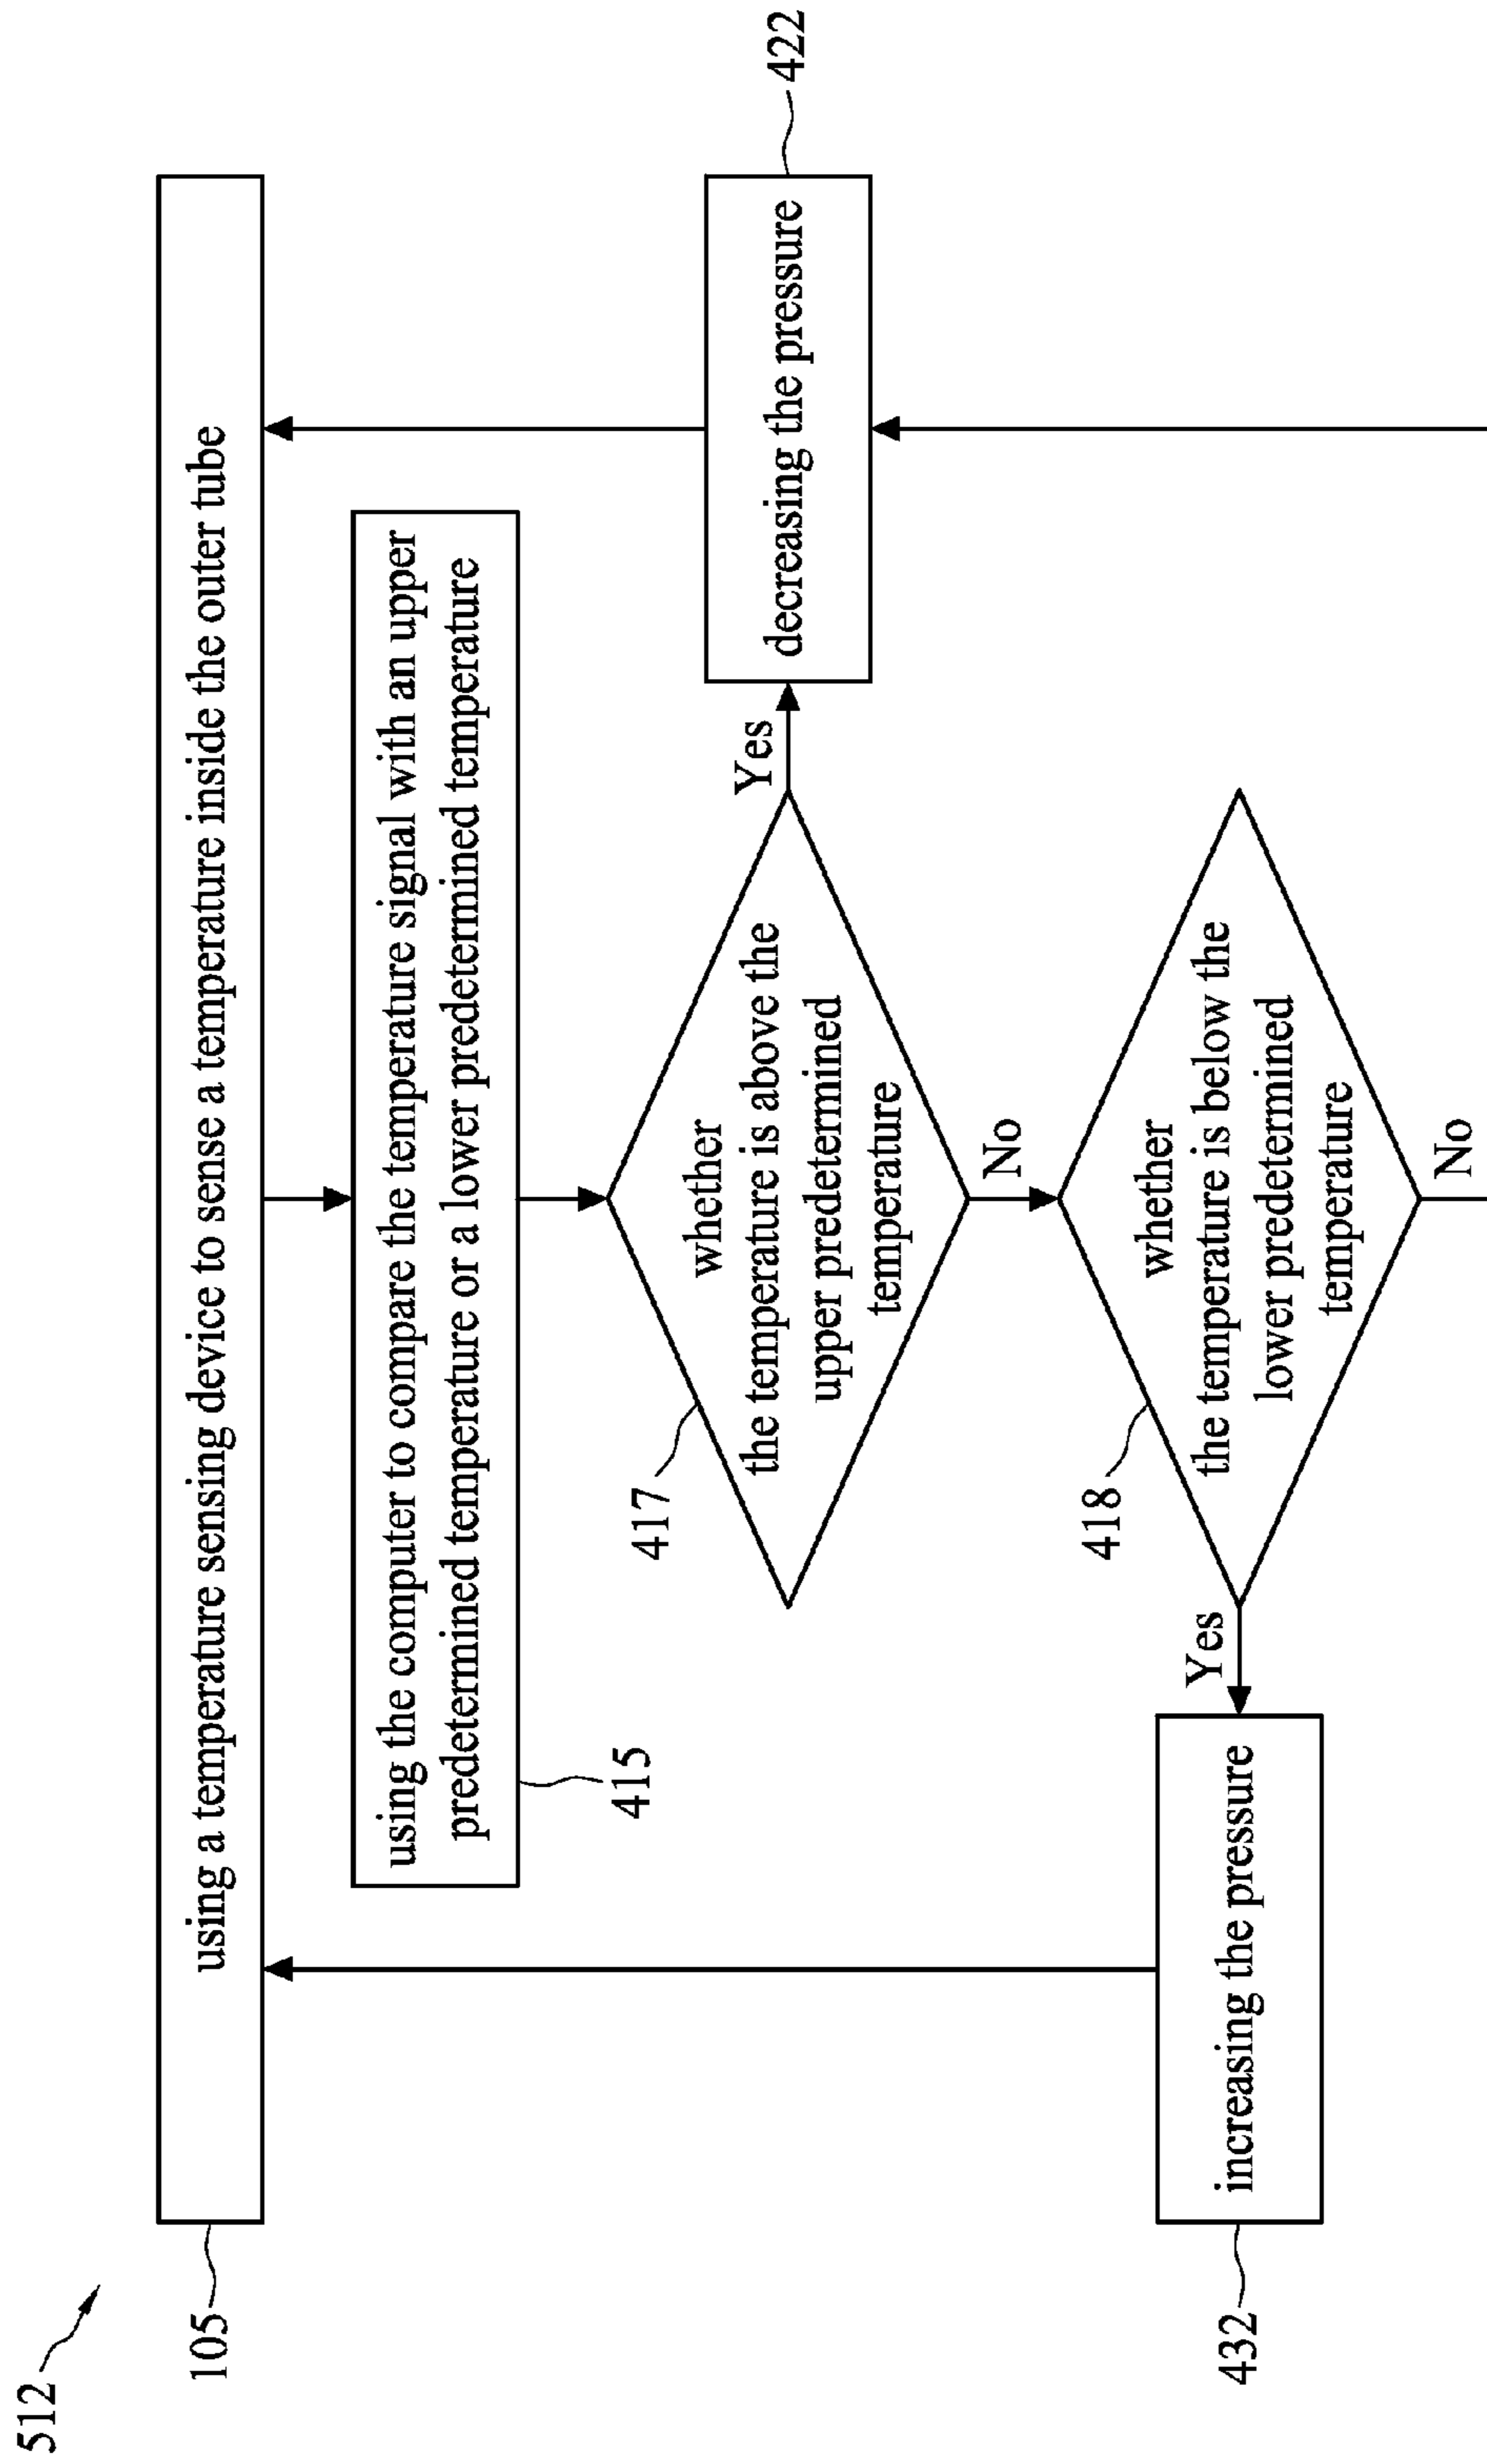 512
105
using a temperature sensing device to sense a temperature inside the outer tube
using the computer to compare the temperature signal with an upper
predetermined temperature or a lower predetermined temperature
415
417
whether
the temperature is above the
upper predetermined
temperature
Yes
decreasing the pressure
422
No
418
whether
the temperature is below the
lower predetermined
temperature
Yes
increasing the pressure
432
No